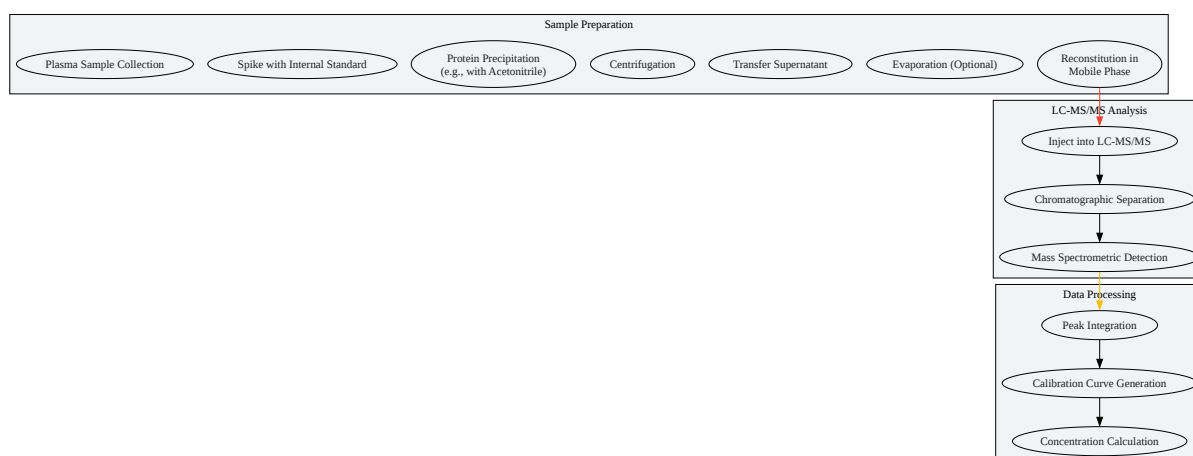 Sample Preparation
Plasma Sample Collection
Spike with Internal Standard
Protein Precipitation
(e.g., with Acetonitrile)
Centrifugation
Transfer Supernatant
Evaporation (Optional)
Reconstitution in
Mobile Phase
LC-MS/MS Analysis
Inject into LC-MS/MS
Chromatographic Separation
Mass Spectrometric Detection
Data Processing
Peak Integration
Calibration Curve Generation
Concentration Calculation